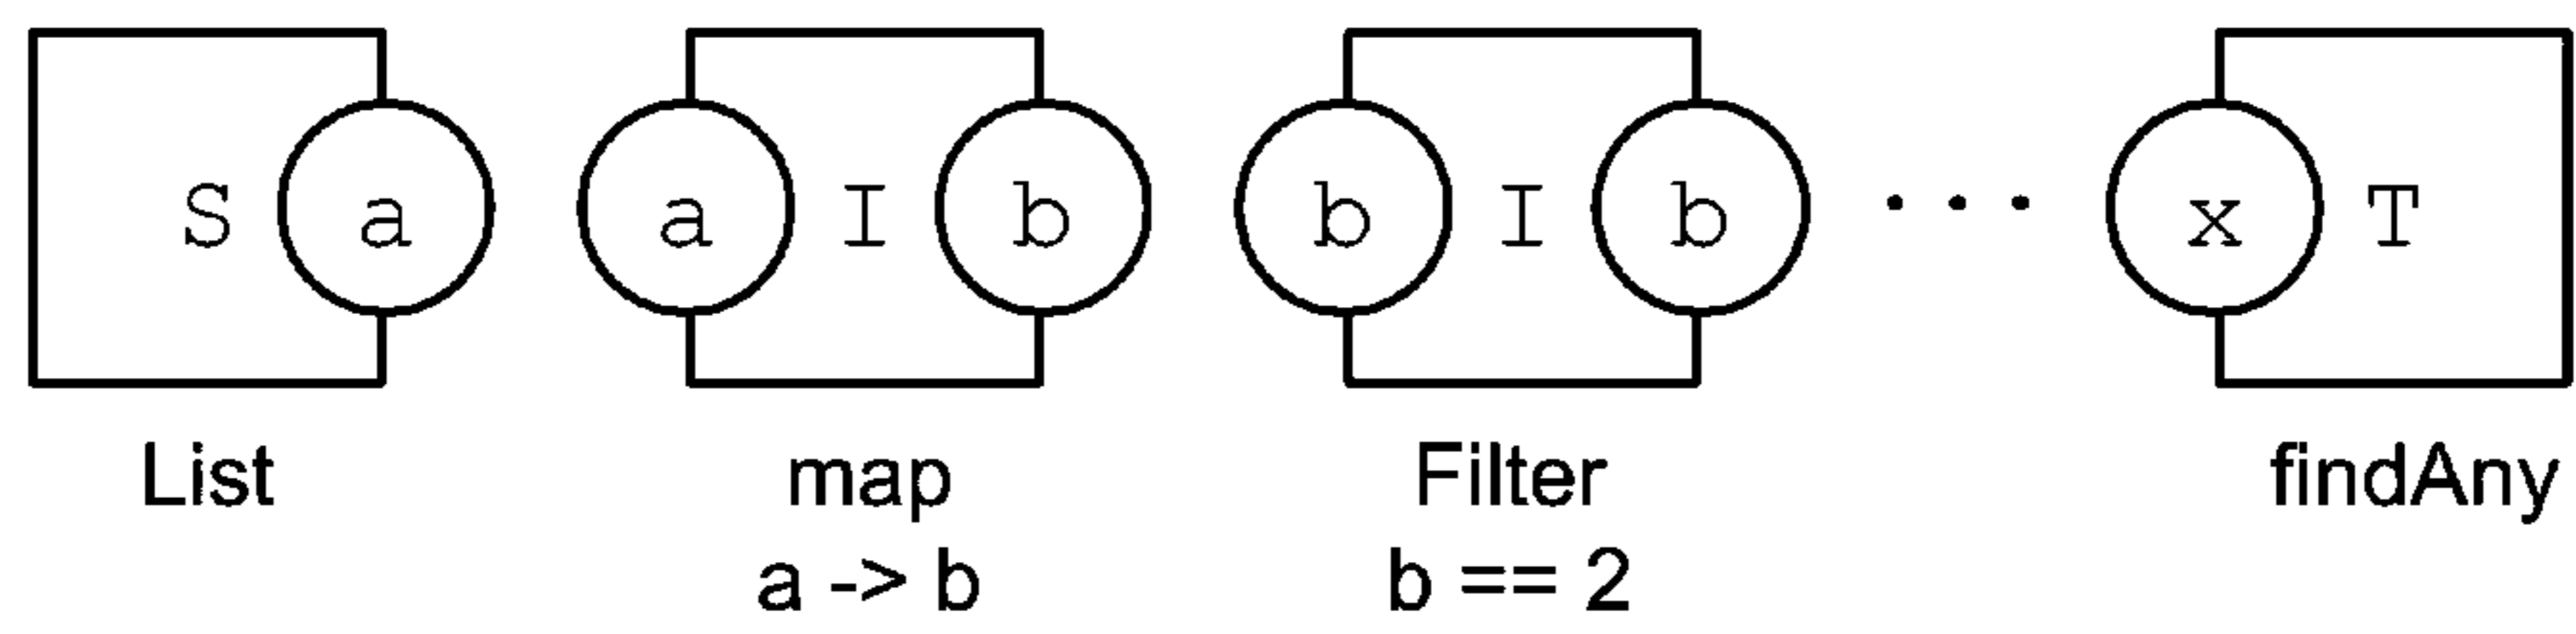 S a a I b b I b . . . x T
List map Filter findAny
a -> b b == 2